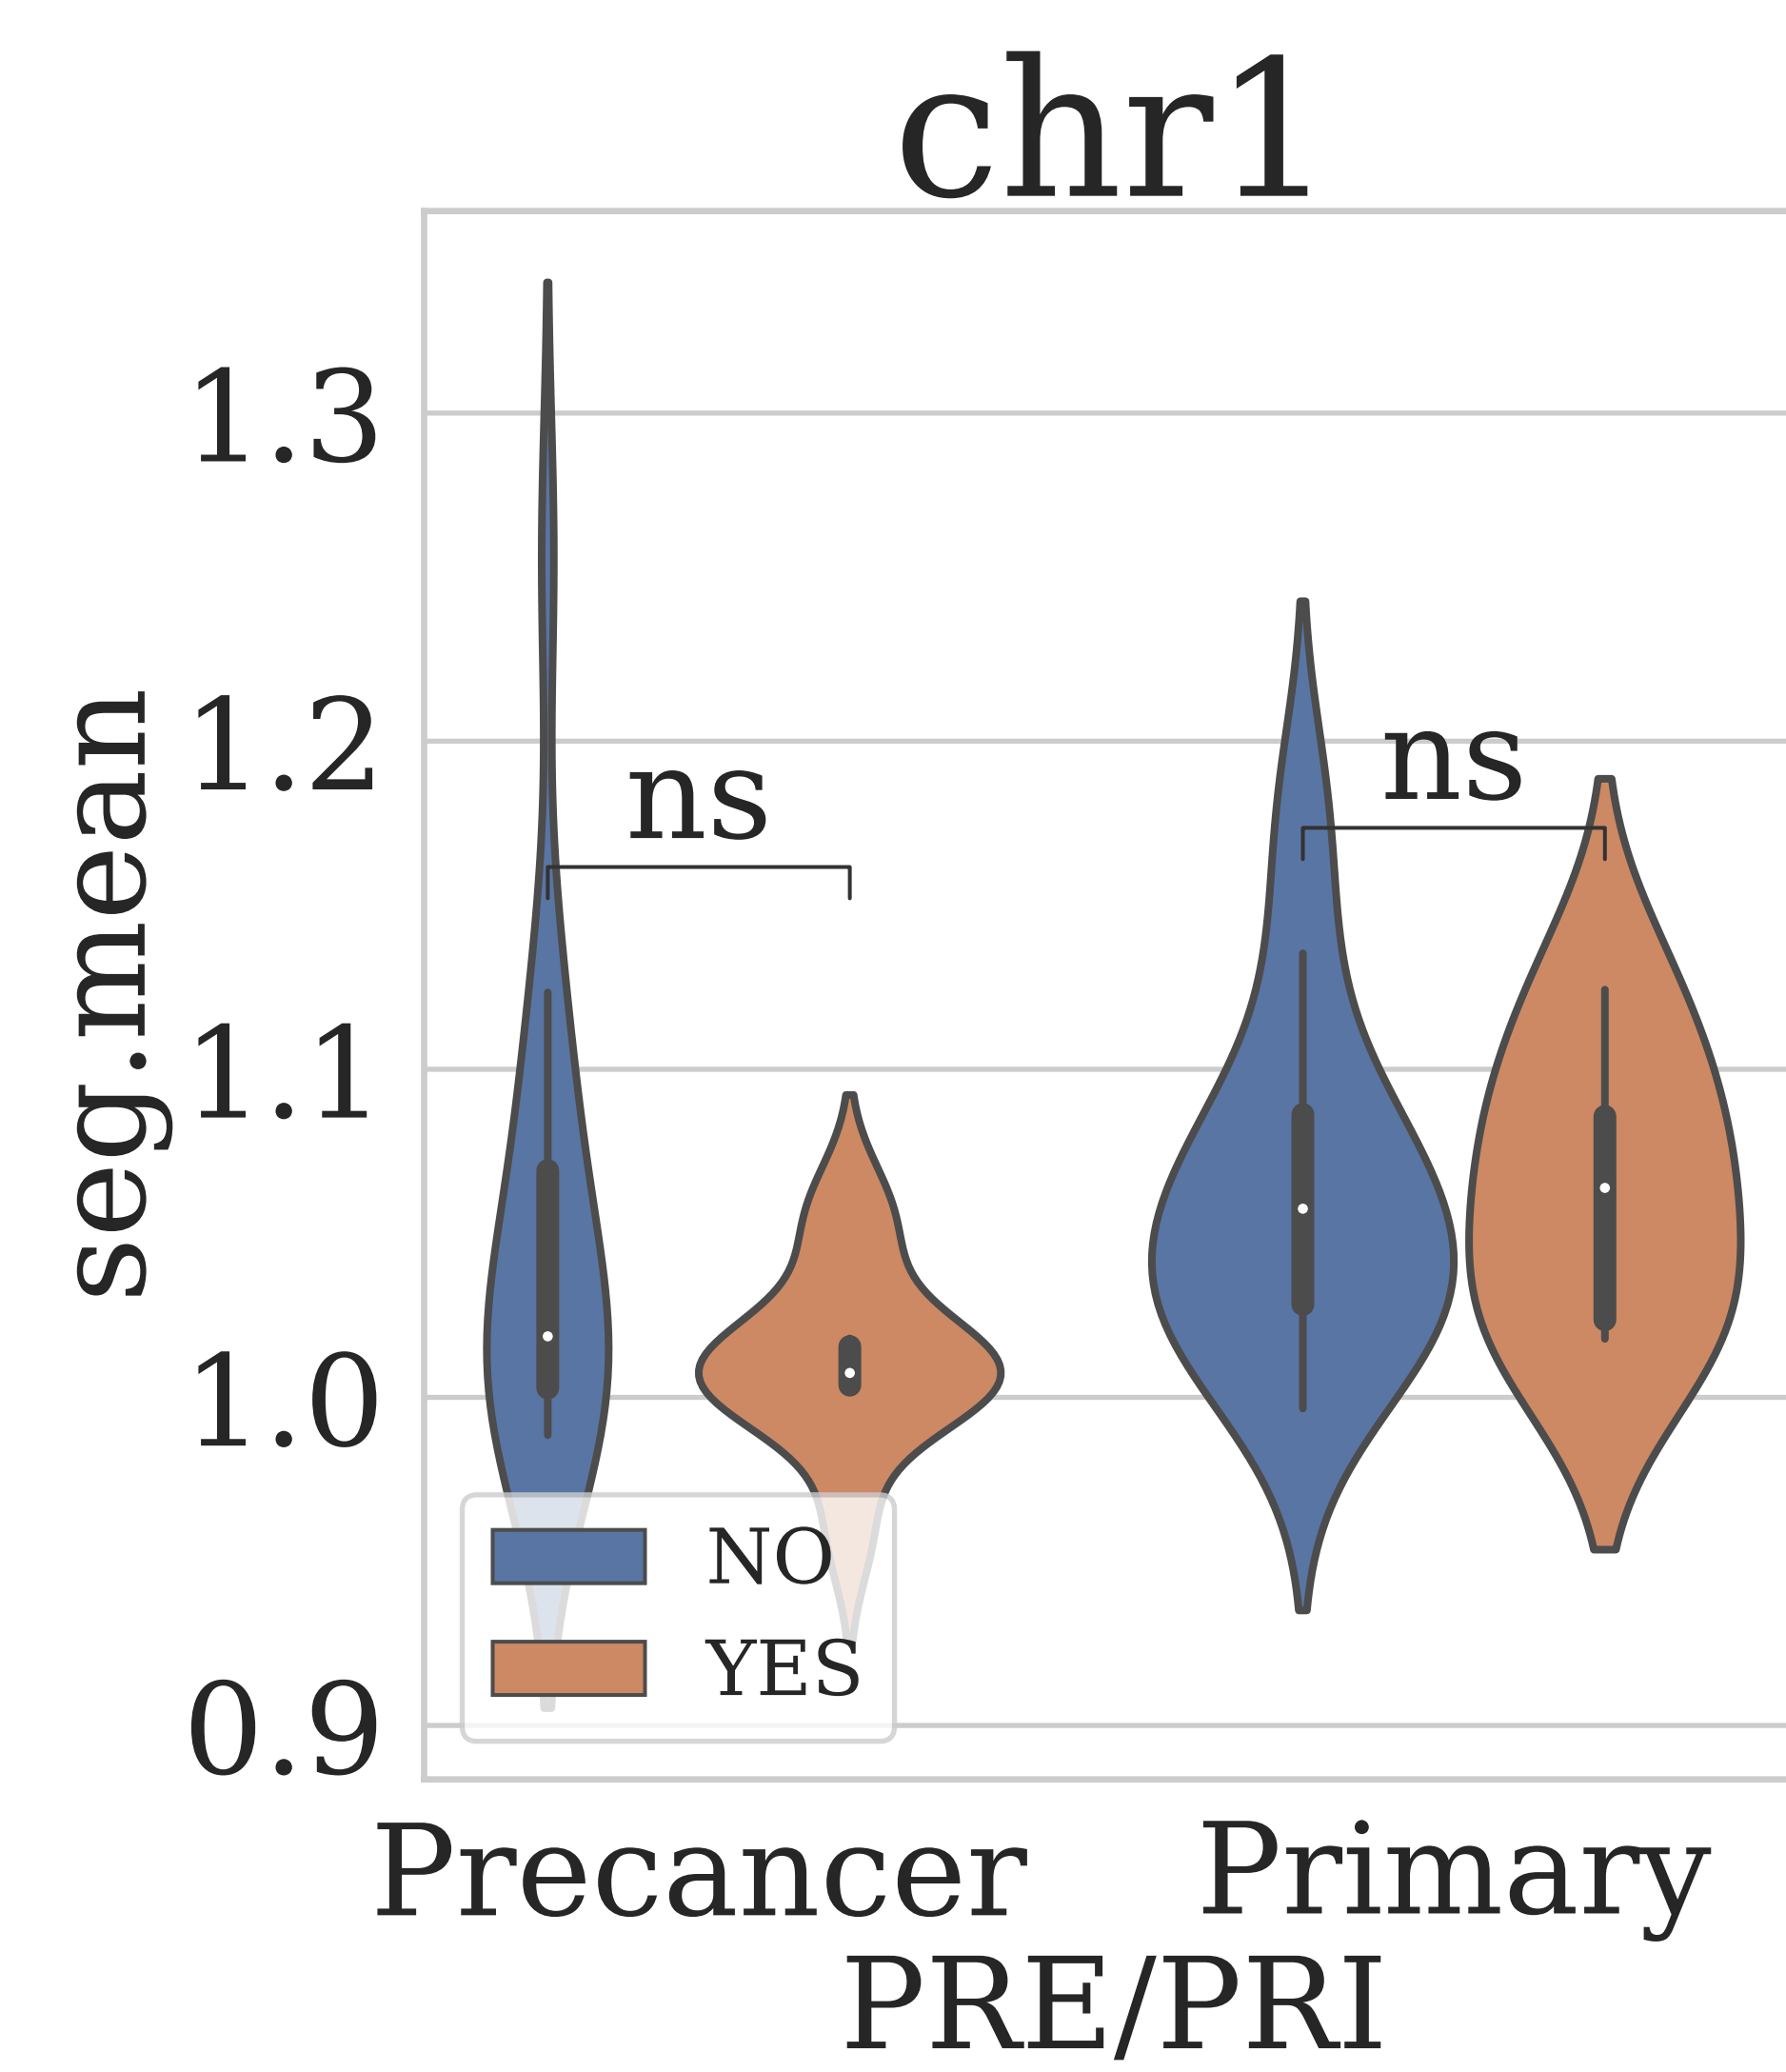 chr1
seg.mean
1.3
1.2
1.1
1.0
0.9
ns
ns
NO
YES
Precancer
Primary
PRE/PRI